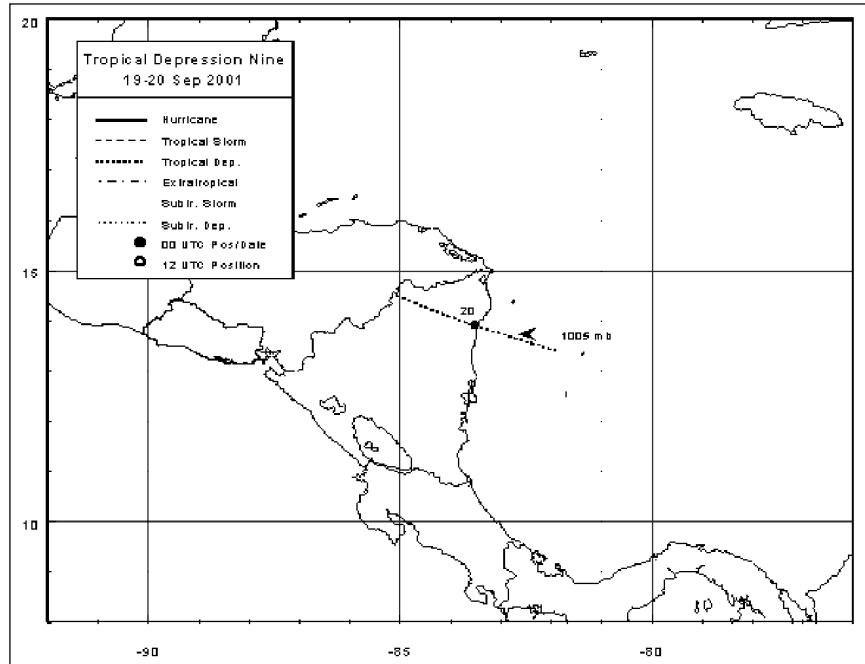 20
Tropical Depression Nine
19-20 Sep 2001
Hurricane
Tropical Storm
Tropical Dep.
Extratropical
Subtr. Storm
Subtr. Dep.
00 UTC Pos/Date
12 UTC Position
15
20
1005 mb
10
-90
-85
-80